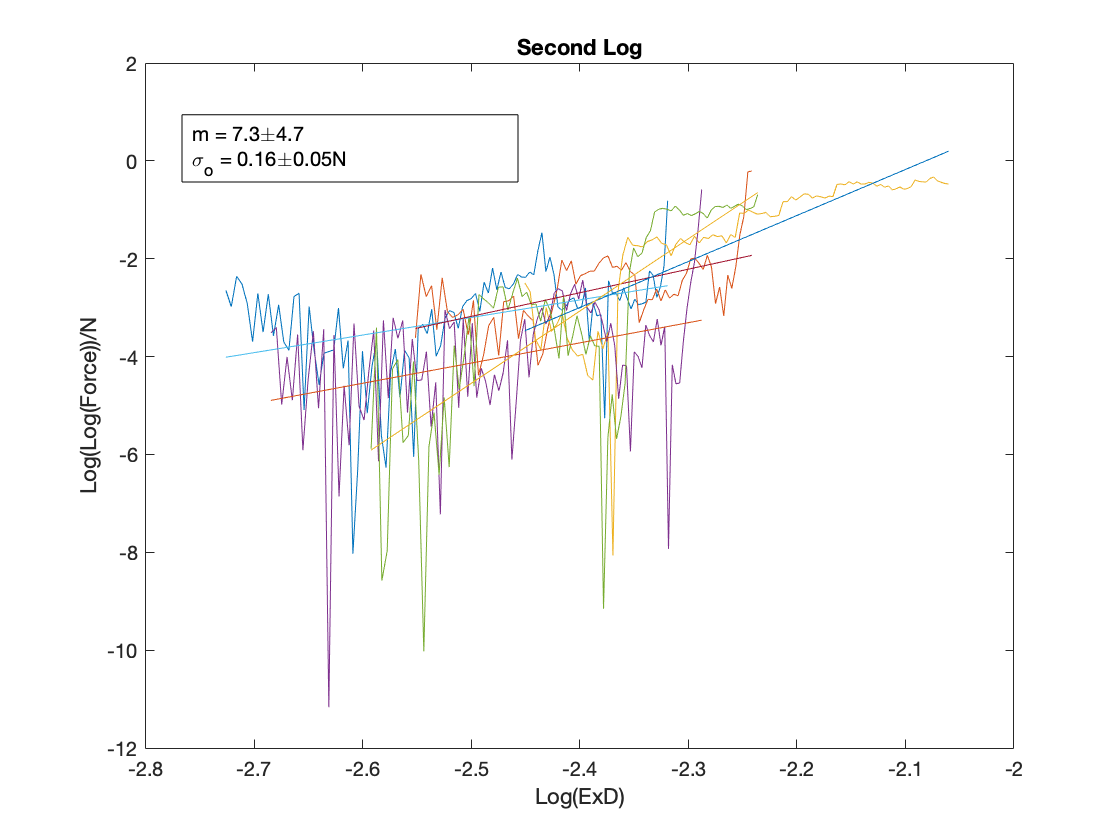 Second Log
m = 7.3±4.7
σo = 0.16±0.05N
Log(Log(Force))/N
2
0
-2
-4
-6
-8
-10
-12
-2.8 -2.7 -2.6 -2.5 -2.4 -2.3 -2.2 -2.1 -2
Log(ExD)